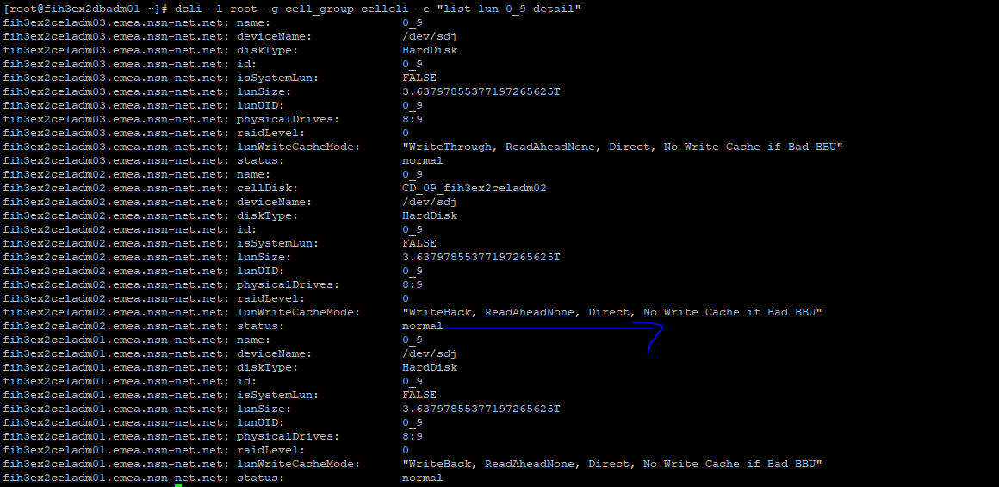 [root@fih3ex2dbadm01 ~]# dcli -l root -g cell_group cellcli -e "list lun 0_9 detail"
fih3ex2celadm03.emea.nsn-net.net: name: 0_9
fih3ex2celadm03.emea.nsn-net.net: deviceName: /dev/sdj
fih3ex2celadm03.emea.nsn-net.net: diskType: HardDisk
fih3ex2celadm03.emea.nsn-net.net: id: 0_9
fih3ex2celadm03.emea.nsn-net.net: isSystemLun: FALSE
fih3ex2celadm03.emea.nsn-net.net: lunSize: 3.63797855377197265625T
fih3ex2celadm03.emea.nsn-net.net: lunUID: 0_9
fih3ex2celadm03.emea.nsn-net.net: physicalDrives: 8:9
fih3ex2celadm03.emea.nsn-net.net: raidLevel: 0
fih3ex2celadm03.emea.nsn-net.net: lunWriteCacheMode: "WriteThrough, ReadAheadNone, Direct, No Write Cache if Bad BBU"
fih3ex2celadm03.emea.nsn-net.net: status: normal
fih3ex2celadm02.emea.nsn-net.net: name: 0_9
fih3ex2celadm02.emea.nsn-net.net: cellDisk: CD_09_fih3ex2celadm02
fih3ex2celadm02.emea.nsn-net.net: deviceName: /dev/sdj
fih3ex2celadm02.emea.nsn-net.net: diskType: HardDisk
fih3ex2celadm02.emea.nsn-net.net: id: 0_9
fih3ex2celadm02.emea.nsn-net.net: isSystemLun: FALSE
fih3ex2celadm02.emea.nsn-net.net: lunSize: 3.63797855377197265625T
fih3ex2celadm02.emea.nsn-net.net: lunUID: 0_9
fih3ex2celadm02.emea.nsn-net.net: physicalDrives: 8:9
fih3ex2celadm02.emea.nsn-net.net: raidLevel: 0
fih3ex2celadm02.emea.nsn-net.net: lunWriteCacheMode: "WriteBack, ReadAheadNone, Direct, No Write Cache if Bad BBU"
fih3ex2celadm02.emea.nsn-net.net: status: normal
fih3ex2celadm01.emea.nsn-net.net: name: 0_9
fih3ex2celadm01.emea.nsn-net.net: deviceName: /dev/sdj
fih3ex2celadm01.emea.nsn-net.net: diskType: HardDisk
fih3ex2celadm01.emea.nsn-net.net: id: 0_9
fih3ex2celadm01.emea.nsn-net.net: isSystemLun: FALSE
fih3ex2celadm01.emea.nsn-net.net: lunSize: 3.63797855377197265625T
fih3ex2celadm01.emea.nsn-net.net: lunUID: 0_9
fih3ex2celadm01.emea.nsn-net.net: physicalDrives: 8:9
fih3ex2celadm01.emea.nsn-net.net: raidLevel: 0
fih3ex2celadm01.emea.nsn-net.net: lunWriteCacheMode: "WriteBack, ReadAheadNone, Direct, No Write Cache if Bad BBU"
fih3ex2celadm01.emea.nsn-net.net: status: normal